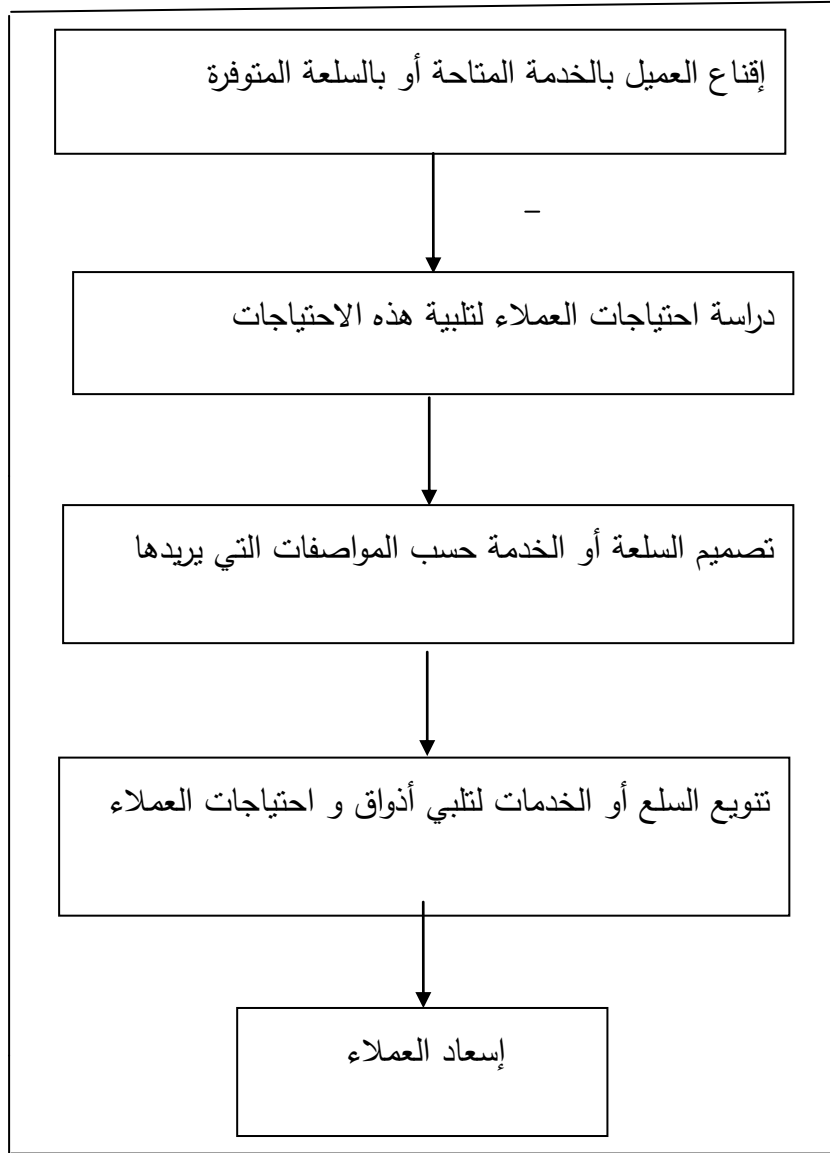 إقناع العميل بالخدمة المتاحة أو بالسلعة المتوفرة
–
دراسة احتياجات العملاء لتلبية هذه الاحتياجات
تصميم السلعة أو الخدمة حسب المواصفات التي يريدها
تنويع السلع أو الخدمات لتلبي أذواق و احتياجات العملاء
إسعاد العملاء